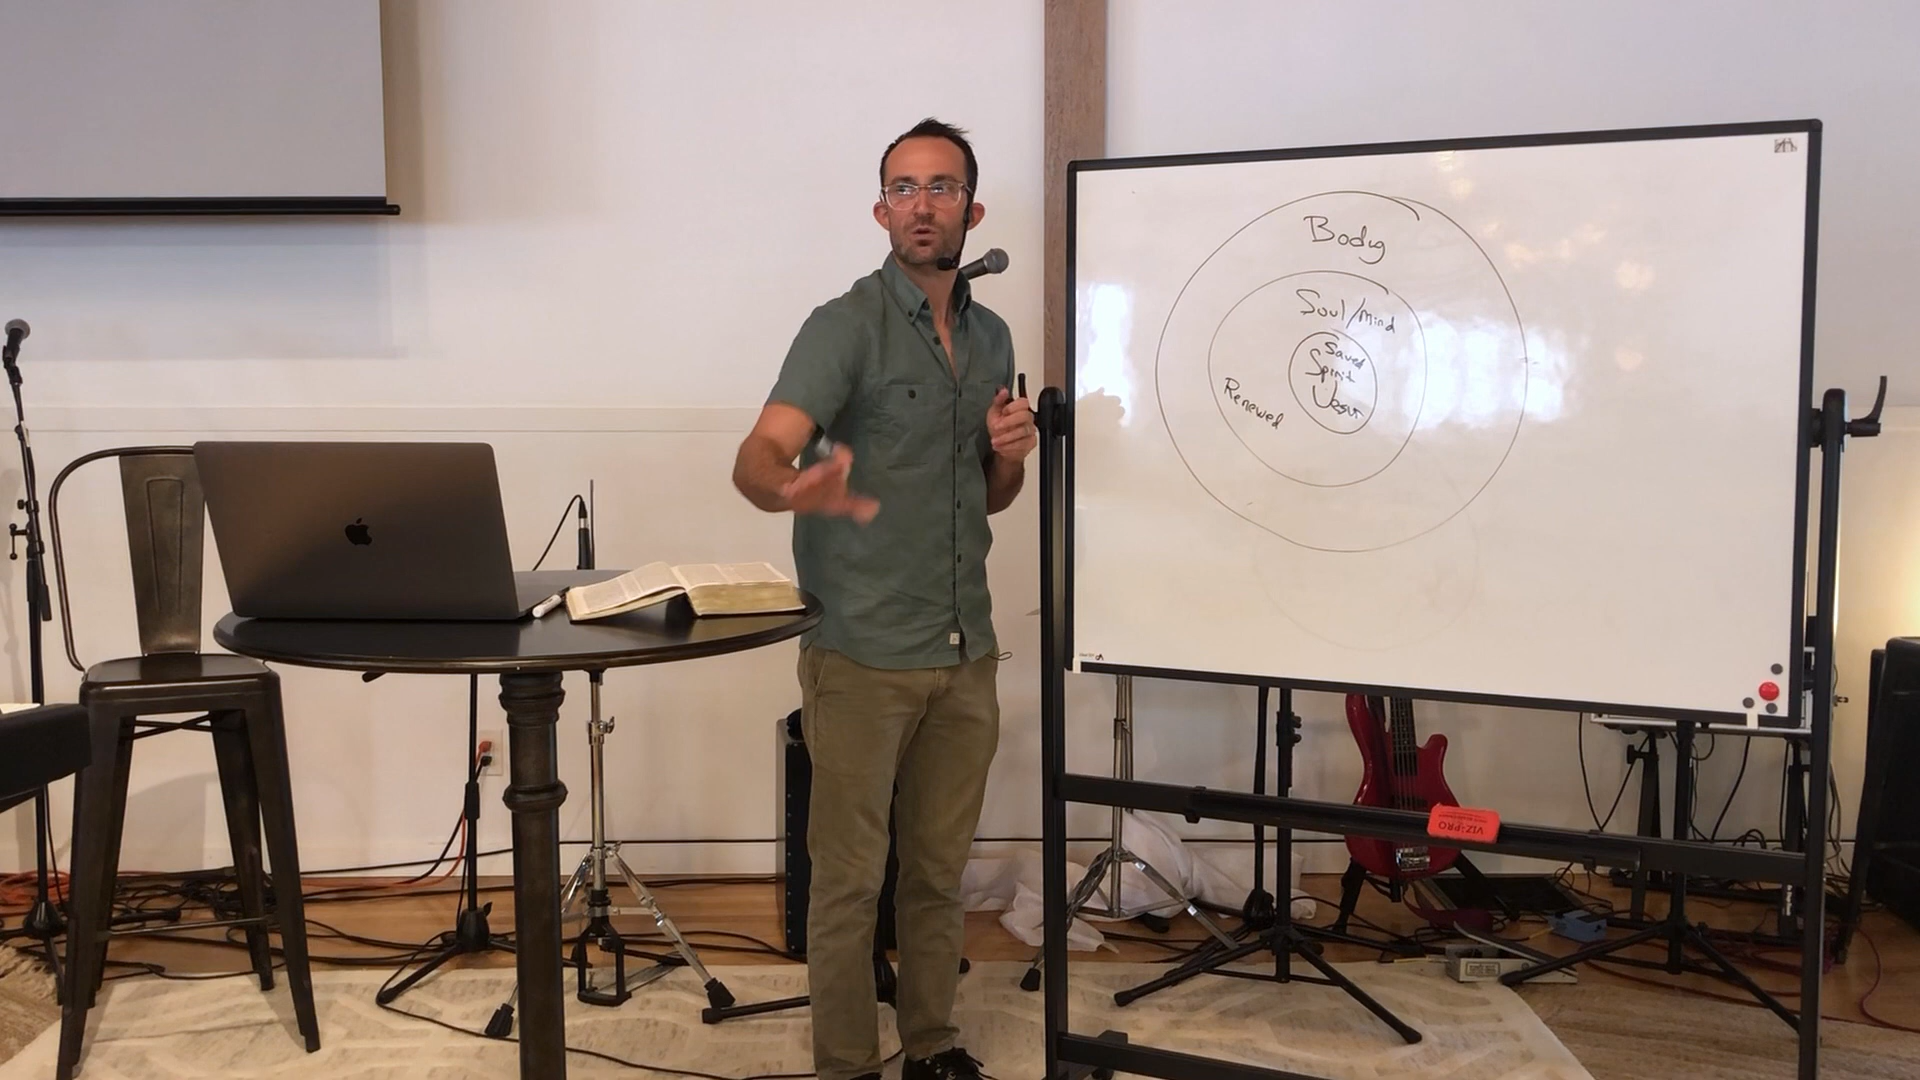 Body
Soul/mind
Saved
Spirit
Jesus
Renewed
VIZ-PRO